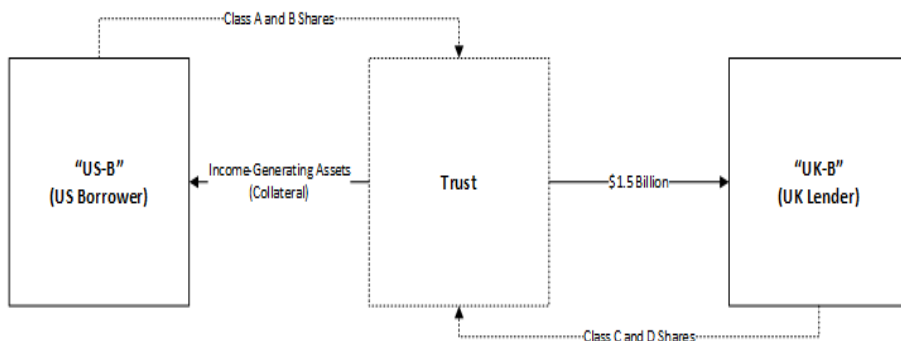 Class A and B Shares
"US-B"
(US Borrower)
Income-Generating Assets
(Collateral)
Trust
$1.5 Billion
"UK-B"
(UK Lender)
Class C and D Shares